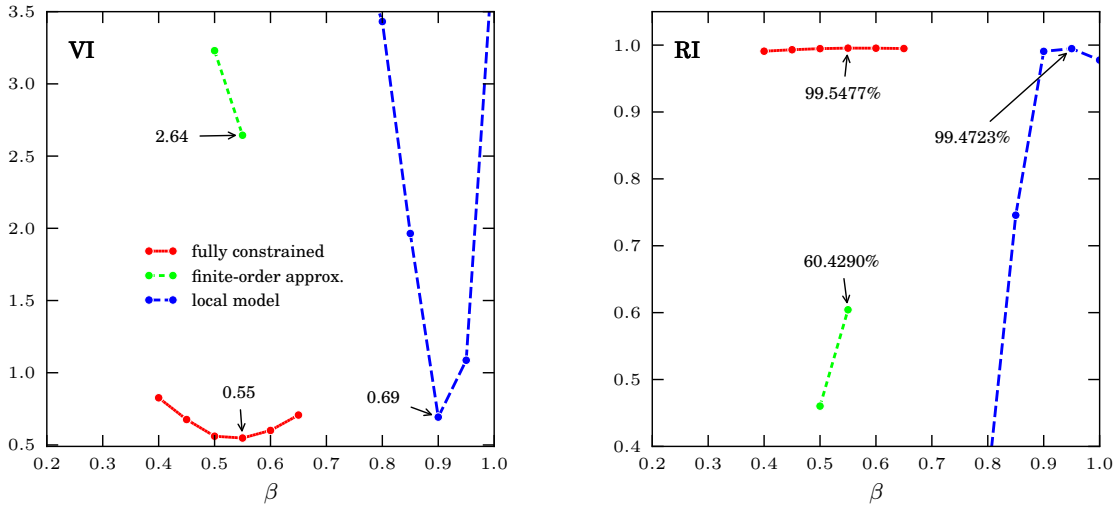 VI
3.5
3.0
2.5
2.0
1.5
1.0
0.5
2.64
fully constrained
finite-order approx.
local model
0.55
0.69
0.2 0.3 0.4 0.5 0.6 0.7 0.8 0.9 1.0
β
RI
1.0
0.9
0.8
0.7
0.6
0.5
0.4
99.5477%
99.4723%
60.4290%
0.2 0.3 0.4 0.5 0.6 0.7 0.8 0.9 1.0
β